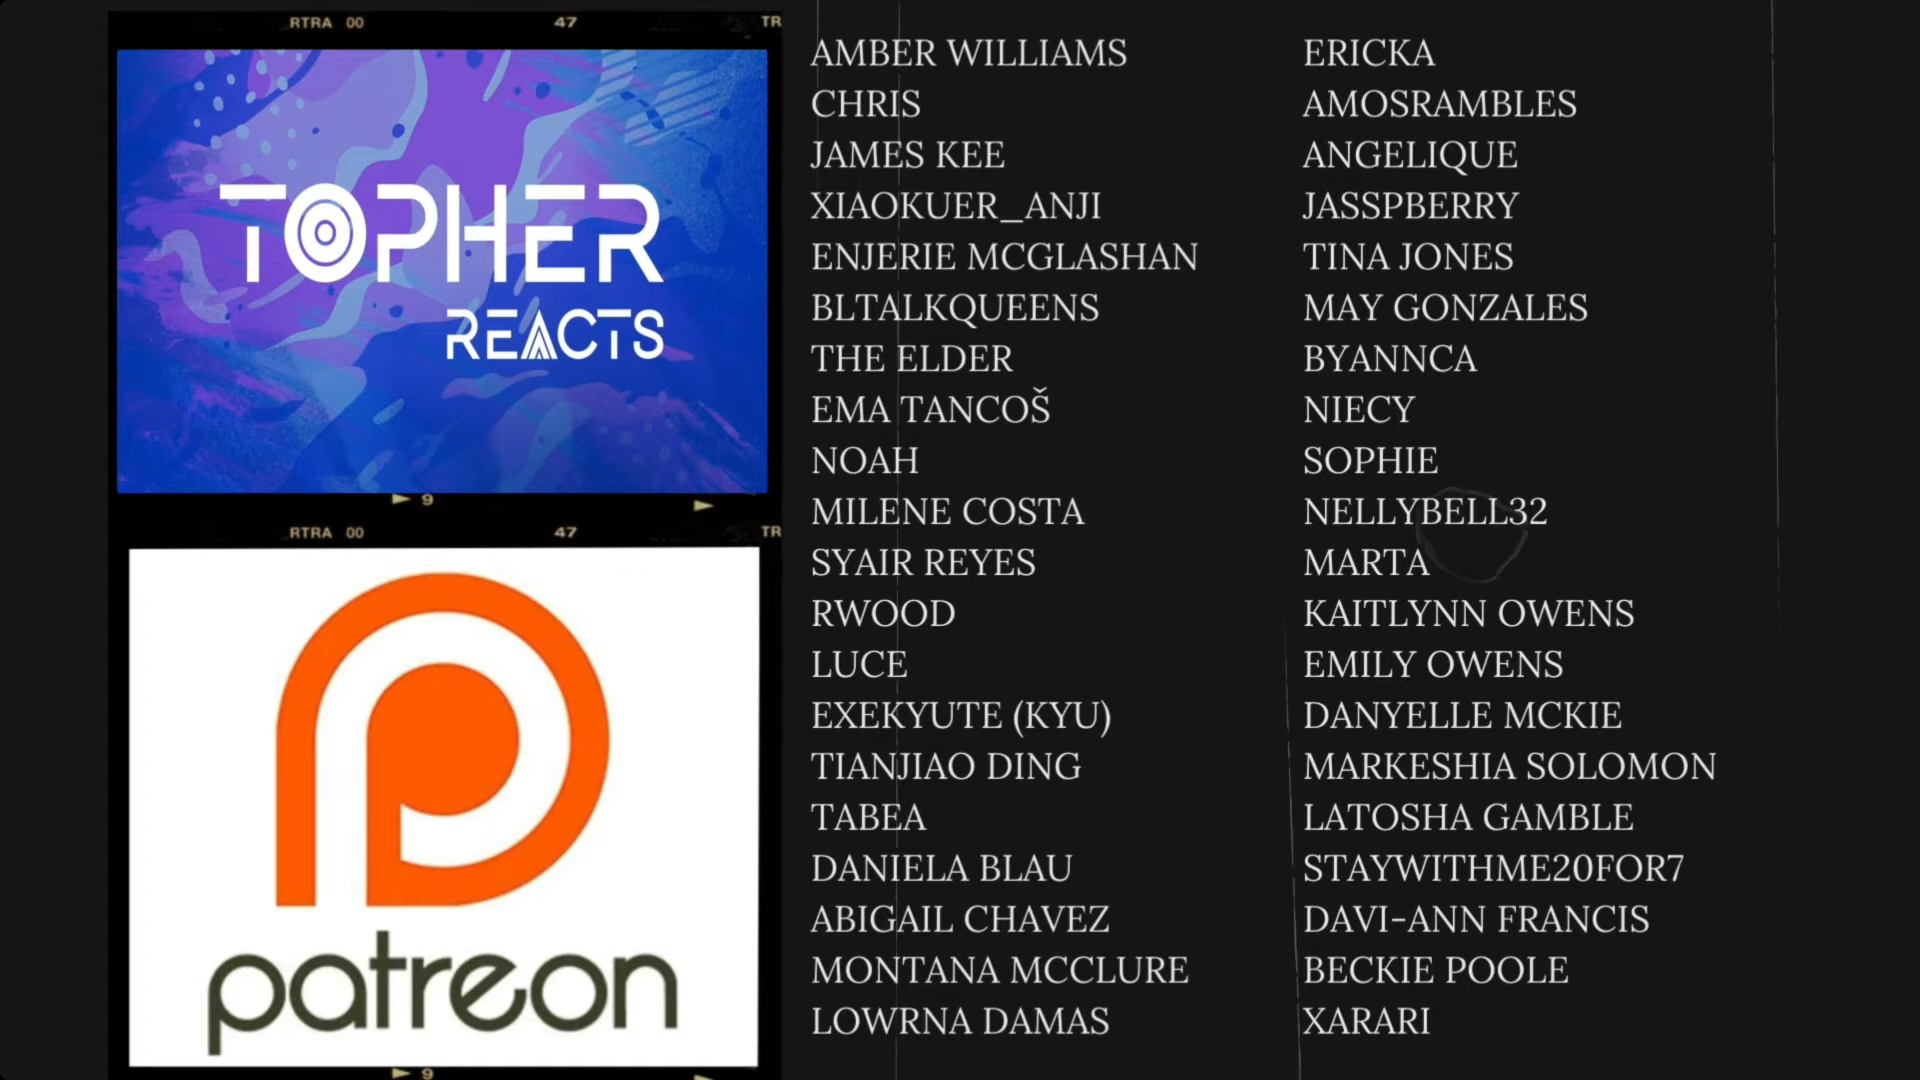 RTRA 00 47 TR
TOPHER
REACTS
9
RTRA 00 47 TR
patreon
9
AMBER WILLIAMS
CHRIS
JAMES KEE
XIAOKUER_ANJI
ENJERIE MCGLASHAN
BLTALKQUEENS
THE ELDER
EMA TANCOŠ
NOAH
MILENE COSTA
SYAIR REYES
RWOOD
LUCE
EXEKYUTE (KYU)
TIANJIAO DING
TABEA
DANIELA BLAU
ABIGAIL CHAVEZ
MONTANA MCCLURE
LOWRNA DAMAS
ERICKA
AMOSRAMBLES
ANGELIQUE
JASSPBERRY
TINA JONES
MAY GONZALES
BYANNCA
NIECY
SOPHIE
NELLYBELL32
MARTA
KAITLYNN OWENS
EMILY OWENS
DANYELLE MCKIE
MARKESHIA SOLOMON
LATOSHA GAMBLE
STAYWITHME20FOR7
DAVI-ANN FRANCIS
BECKIE POOLE
XARARI